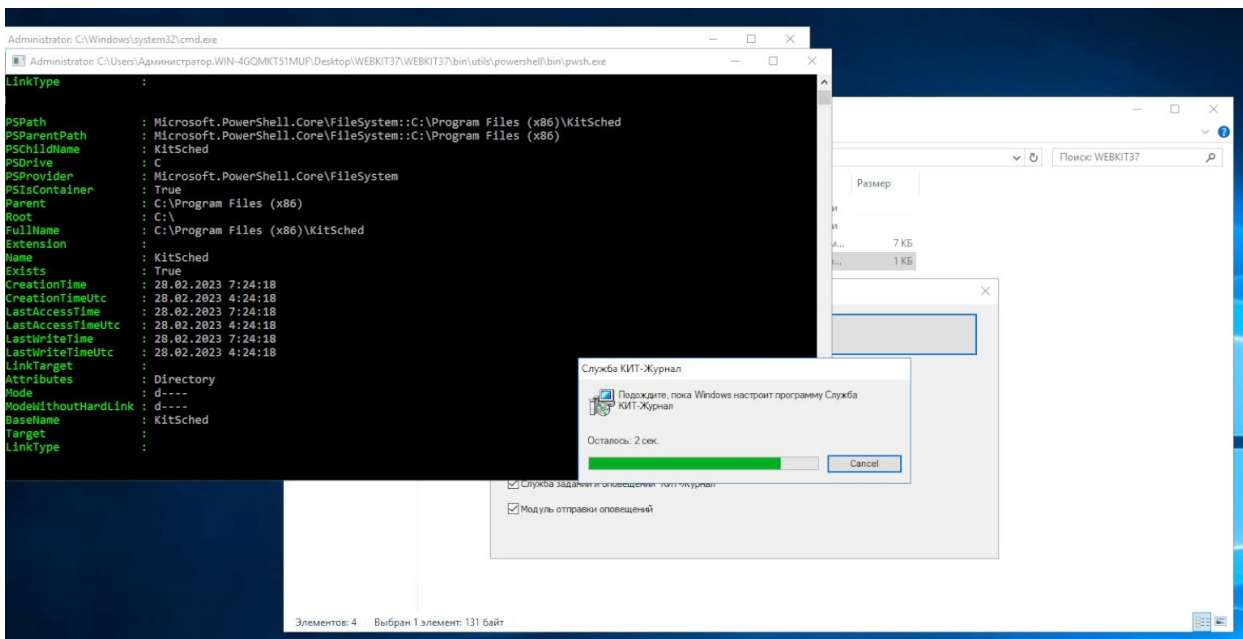 Administrator: C:\Windows\system32\cmd.exe
Administrator: C:\Users\Администратор.WIN-4GQMKT51MUF\Desktop\WEBKIT37\WEBKIT37\bin\utils\powershell\bin\pwsh.exe
LinkType :
PSPath : Microsoft.PowerShell.Core\FileSystem::C:\Program Files (x86)\KitSched
PSParentPath : Microsoft.PowerShell.Core\FileSystem::C:\Program Files (x86)
PSChildName : KitSched
PSDrive : C
PSProvider : Microsoft.PowerShell.Core\FileSystem
PSIsContainer : True
Parent : C:\Program Files (x86)
Root : C:\
FullName : C:\Program Files (x86)\KitSched
Extension :
Name : KitSched
Exists : True
CreationTime : 28.02.2023 7:24:18
CreationTimeUtc : 28.02.2023 4:24:18
LastAccessTime : 28.02.2023 7:24:18
LastAccessTimeUtc : 28.02.2023 4:24:18
LastWriteTime : 28.02.2023 7:24:18
LastWriteTimeUtc : 28.02.2023 4:24:18
LinkTarget :
Attributes : Directory
Mode : d----
ModeWithoutHardLink : d----
BaseName : KitSched
Target :
LinkType :
Поиск: WEBKIT37
Размер
7 КБ
1 КБ
Служба КИТ-Журнал
Подождите, пока Windows настроит программу Служба
КИТ-Журнал
Осталось: 2 сек.
Cancel
Служба заданий и оповещений "КИТ-Журнал"
Модуль отправки оповещений
Элементов: 4 Выбран 1 элемент: 131 байт